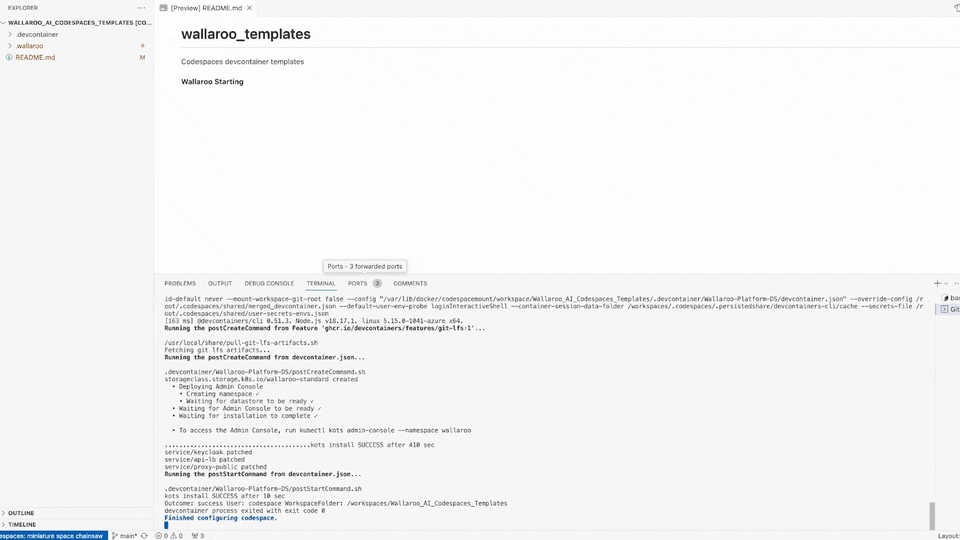 EXPLORER
WALLAROO_AI_CODESPACES_TEMPLATES [CO...
.devcontainer
.wallaroo
README.md M
[Preview] README.md
wallaroo_templates
Codespaces devcontainer templates
Wallaroo Starting
Ports - 3 forwarded ports
PROBLEMS OUTPUT DEBUG CONSOLE TERMINAL PORTS 3 COMMENTS
id-default never --mount-workspace-git-root false --config "/var/lib/docker/codespacemount/workspace/Wallaroo_AI_Codespaces_Templates/.devcontainer/Wallaroo-Platform-DS/devcontainer.json" --override-config /r
oot/.codespaces/shared/merged_devcontainer.json --default-user-env-probe loginInteractiveShell --container-session-data-folder /workspaces/.codespaces/.persistedshare/devcontainers-cli/cache --secrets-file /r
oot/.codespaces/shared/user-secrets-envs.json
[163 ms] @devcontainers/cli 0.51.3. Node.js v18.17.1. linux 5.15.0-1041-azure x64.
Running the postCreateCommand from Feature 'ghcr.io/devcontainers/features/git-lfs:1'...
/usr/local/share/pull-git-lfs-artifacts.sh
Fetching git lfs artifacts...
Running the postCreateCommand from devcontainer.json...
.devcontainer/Wallaroo-Platform-DS/postCreateCommand.sh
storageclass.storage.k8s.io/wallaroo-standard created
• Deploying Admin Console
• Creating namespace ✓
• Waiting for datastore to be ready ✓
• Waiting for Admin Console to be ready ✓
• Waiting for installation to complete ✓
• To access the Admin Console, run kubectl kots admin-console --namespace wallaroo
.......................................kots install SUCCESS after 410 sec
service/keycloak patched
service/api-lb patched
service/proxy-public patched
Running the postStartCommand from devcontainer.json...
.devcontainer/Wallaroo-Platform-DS/postStartCommand.sh
kots install SUCCESS after 10 sec
Outcome: success User: codespace WorkspaceFolder: /workspaces/Wallaroo_AI_Codespaces_Templates
devcontainer process exited with exit code 0
Finished configuring codespace.
bas
Git
OUTLINE
TIMELINE
espaces: miniature space chainsaw main* 0 0 3 Layout: